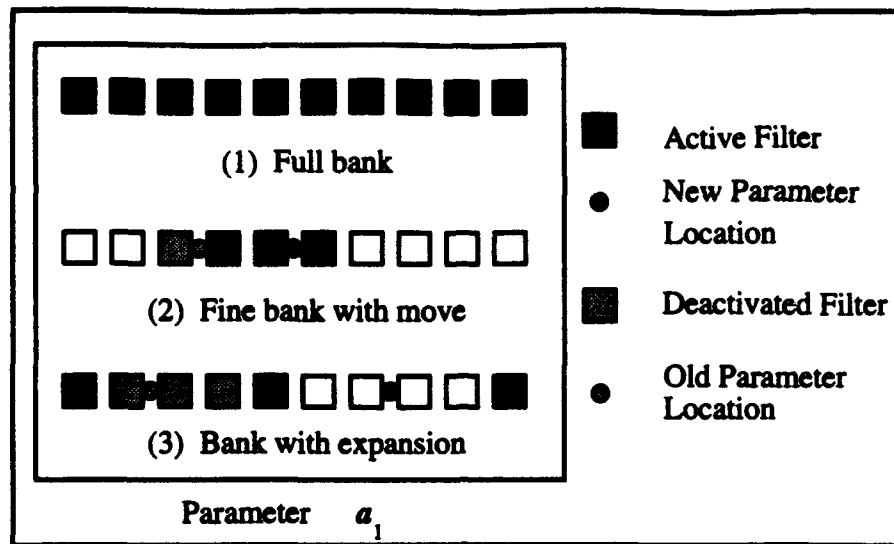 (1) Full bank
(2) Fine bank with move
(3) Bank with expansion
Parameter a1
Active Filter
New Parameter
Location
Deactivated Filter
Old Parameter
Location